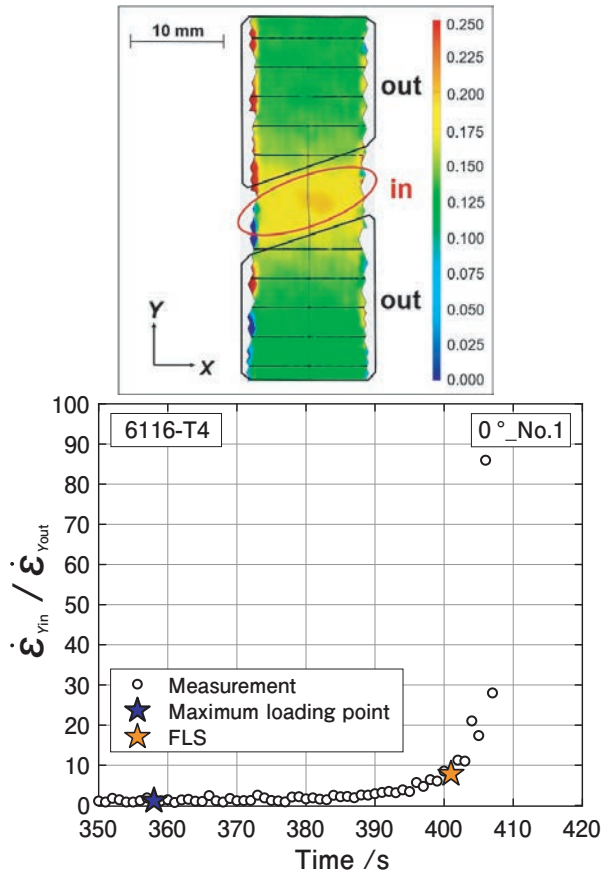 10 mm
0.250
0.225
0.200
0.175
0.150
0.125
0.100
0.075
0.050
0.025
0.000
out
in
out
Y
X
100
90
80
70
60
50
40
30
20
10
0
6116-T4
0 °_No.1
Measurement
Maximum loading point
FLS
ε̇Yin / ε̇Yout
350 360 370 380 390 400 410 420
Time /s